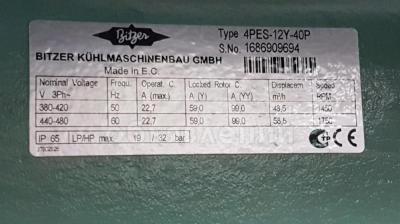 Bitzer
Type 4PES-12Y-40P
S.No. 1686909694
BITZER KÜHLMASCHINENBAU GMBH
Made in E.C.
Nominal Voltage Frequ. Operat. C. Locked Rotor C. Displacem. Speed
V 3Ph~ Hz A (max.) A (Y) A (YY) m³/h RPM
380-420 50 22,7 59,0 99,0 48,5 1450
440-480 60 22,7 59,0 99,0 58,5 1750
IP 65 LP/HP max. 19 / 32 bar